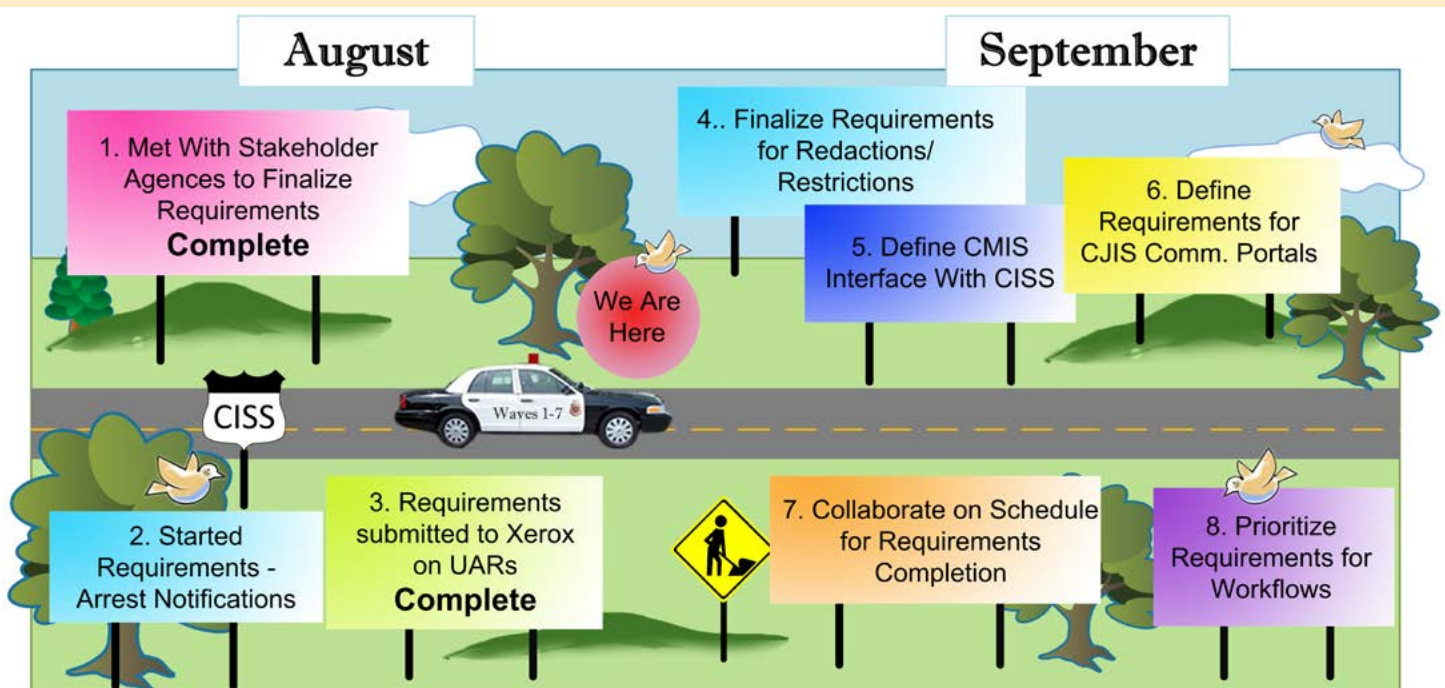 August
September
1. Met With Stakeholder
Agences to Finalize
Requirements
Complete
4.. Finalize Requirements
for Redactions/
Restrictions
6. Define
Requirements for
CJIS Comm. Portals
5. Define CMIS
Interface With CISS
We Are
Here
CISS
Waves 1-7
2. Started
Requirements -
Arrest Notifications
3. Requirements
submitted to Xerox
on UARs
Complete
7. Collaborate on Schedule
for Requirements
Completion
8. Prioritize
Requirements for
Workflows